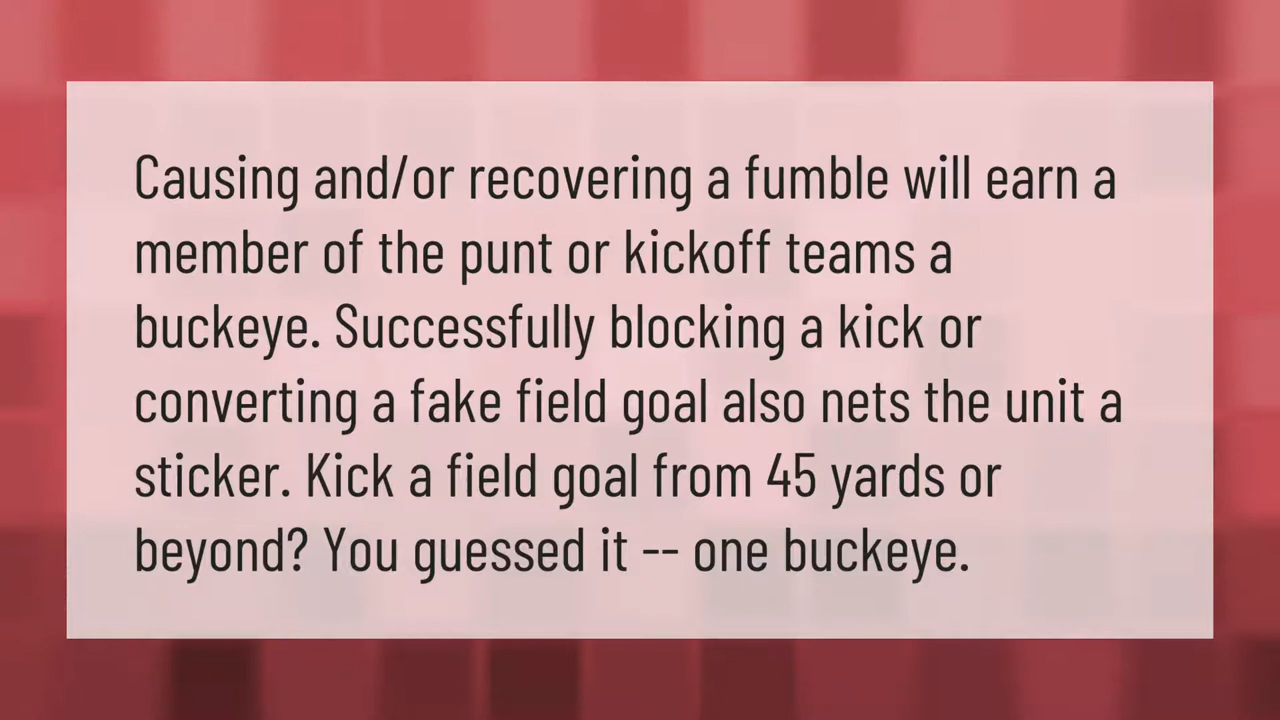 Causing and/or recovering a fumble will earn a
member of the punt or kickoff teams a
buckeye. Successfully blocking a kick or
converting a fake field goal also nets the unit a
sticker. Kick a field goal from 45 yards or
beyond? You guessed it -- one buckeye.